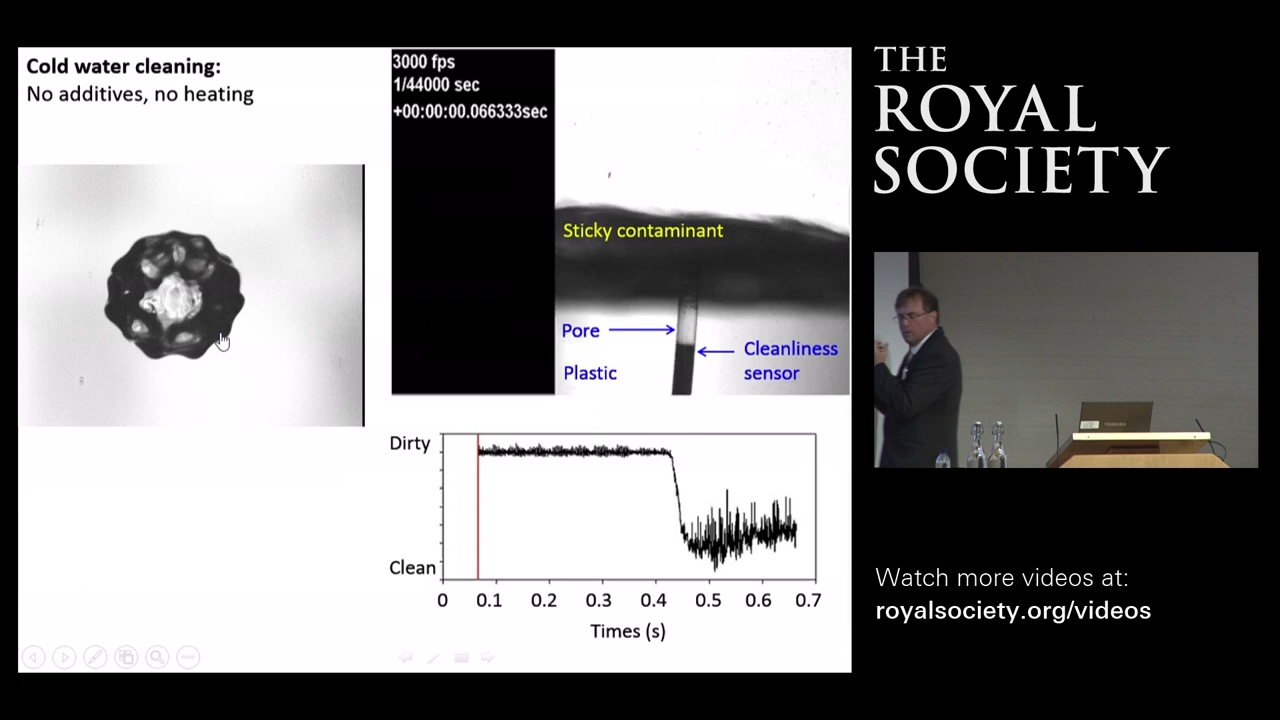 Cold water cleaning:
No additives, no heating
3000 fps
1/44000 sec
+00:00:00.066333sec
Sticky contaminant
Pore
Cleanliness
sensor
Plastic
Dirty
Clean
0 0.1 0.2 0.3 0.4 0.5 0.6 0.7
Times (s)
THE
ROYAL
SOCIETY
TOSHIBA
Watch more videos at:
royalsociety.org/videos